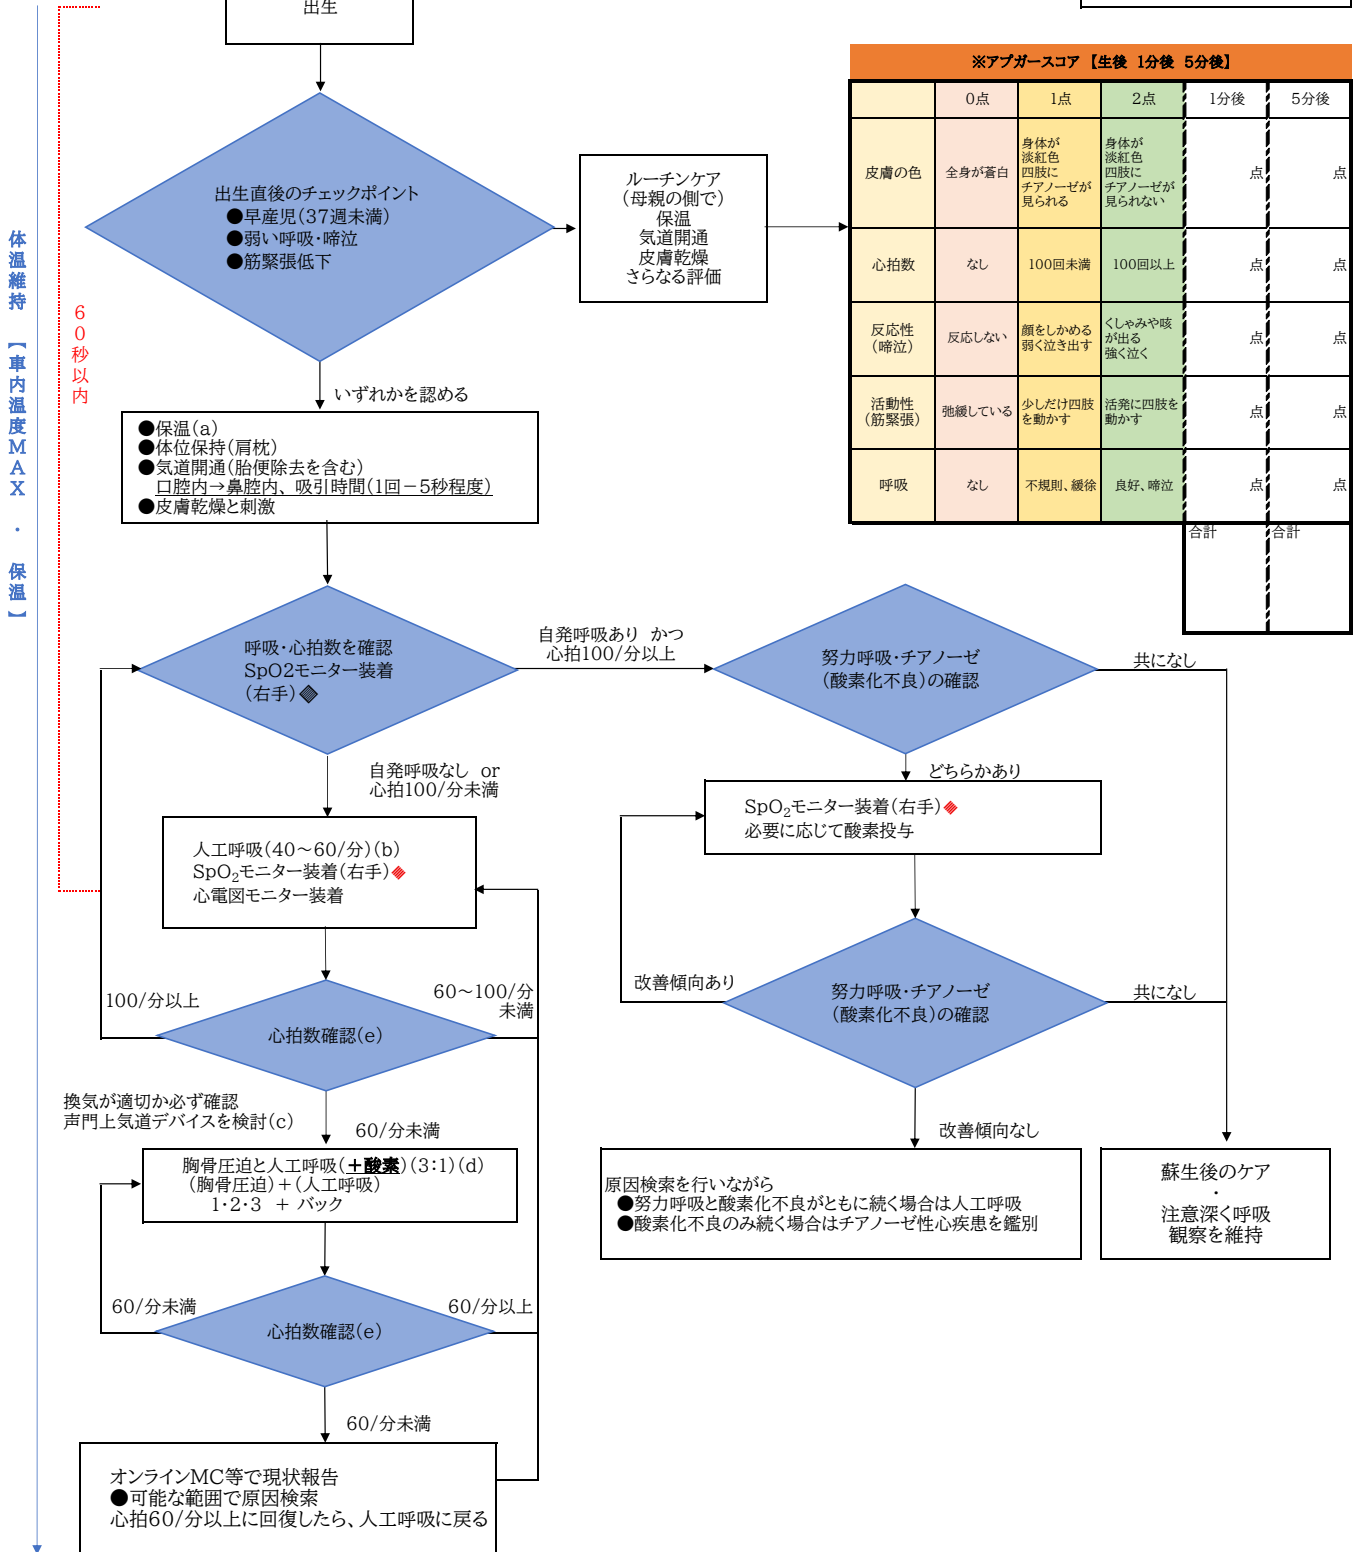 出生
※アプガースコア 【生後 1分後 5分後】
0点 1点 2点 1分後 5分後
皮膚の色 全身が蒼白
身体が
淡紅色
四肢に
チアノーゼが
見られる
身体が
淡紅色
四肢に
チアノーゼが
見られない
点 点
心拍数 なし 100回未満 100回以上 点 点
反応性
(啼泣)
反応しない
顔をしかめる
弱く泣き出す
くしゃみや咳
が出る
強く泣く
点 点
活動性
(筋緊張)
弛緩している
少しだけ四肢
を動かす
活発に四肢を
動かす
点 点
呼吸 なし 不規則、緩徐 良好、啼泣 点 点
合計 合計
出生直後のチェックポイント
●早産児(37週未満)
●弱い呼吸・啼泣
●筋緊張低下
ルーチンケア
(母親の側で)
保温
気道開通
皮膚乾燥
さらなる評価
体温維持 【車内温度MAX ・ 保温】
60秒以内
いずれかを認める
●保温(a)
●体位保持(肩枕)
●気道開通(胎便除去を含む)
口腔内→鼻腔内、吸引時間(1回－5秒程度)
●皮膚乾燥と刺激
呼吸・心拍数を確認
SpO2モニター装着
(右手)
自発呼吸あり かつ
心拍100/分以上
努力呼吸・チアノーゼ
(酸素化不良)の確認
共になし
自発呼吸なし or
心拍100/分未満
どちらかあり
SpO₂モニター装着(右手)
必要に応じて酸素投与
人工呼吸(40～60/分)(b)
SpO₂モニター装着(右手)
心電図モニター装着
改善傾向あり
努力呼吸・チアノーゼ
(酸素化不良)の確認
共になし
100/分以上
60～100/分
未満
心拍数確認(e)
換気が適切か必ず確認
声門上気道デバイスを検討(c)
60/分未満
改善傾向なし
胸骨圧迫と人工呼吸(＋酸素)(3:1)(d)
(胸骨圧迫)＋(人工呼吸)
1・2・3 ＋ バック
原因検索を行いながら
●努力呼吸と酸素化不良がともに続く場合は人工呼吸
●酸素化不良のみ続く場合はチアノーゼ性心疾患を鑑別
蘇生後のケア
・
注意深く呼吸
観察を維持
60/分未満
60/分以上
心拍数確認(e)
60/分未満
オンラインMC等で現状報告
●可能な範囲で原因検索
心拍60/分以上に回復したら、人工呼吸に戻る